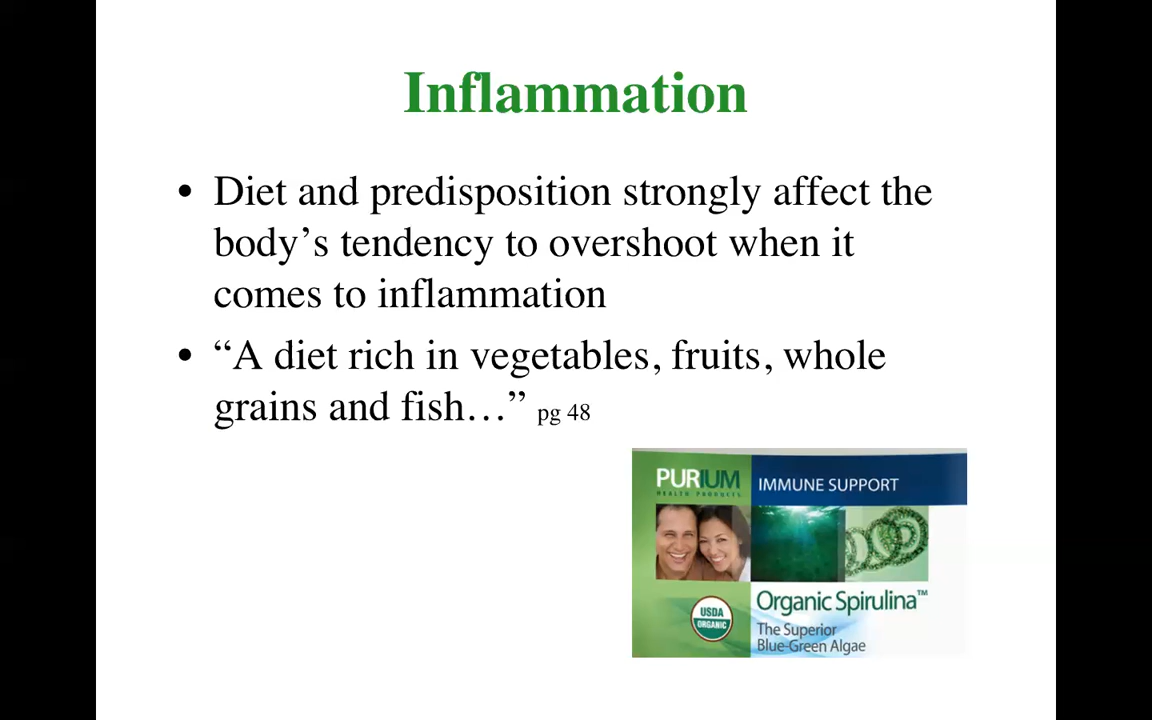 Inflammation
• Diet and predisposition strongly affect the
body’s tendency to overshoot when it
comes to inflammation
• “A diet rich in vegetables, fruits, whole
grains and fish…” pg 48
PURIUM
HEALTH PRODUCTS
IMMUNE SUPPORT
USDA
ORGANIC
Organic Spirulina™
The Superior
Blue-Green Algae